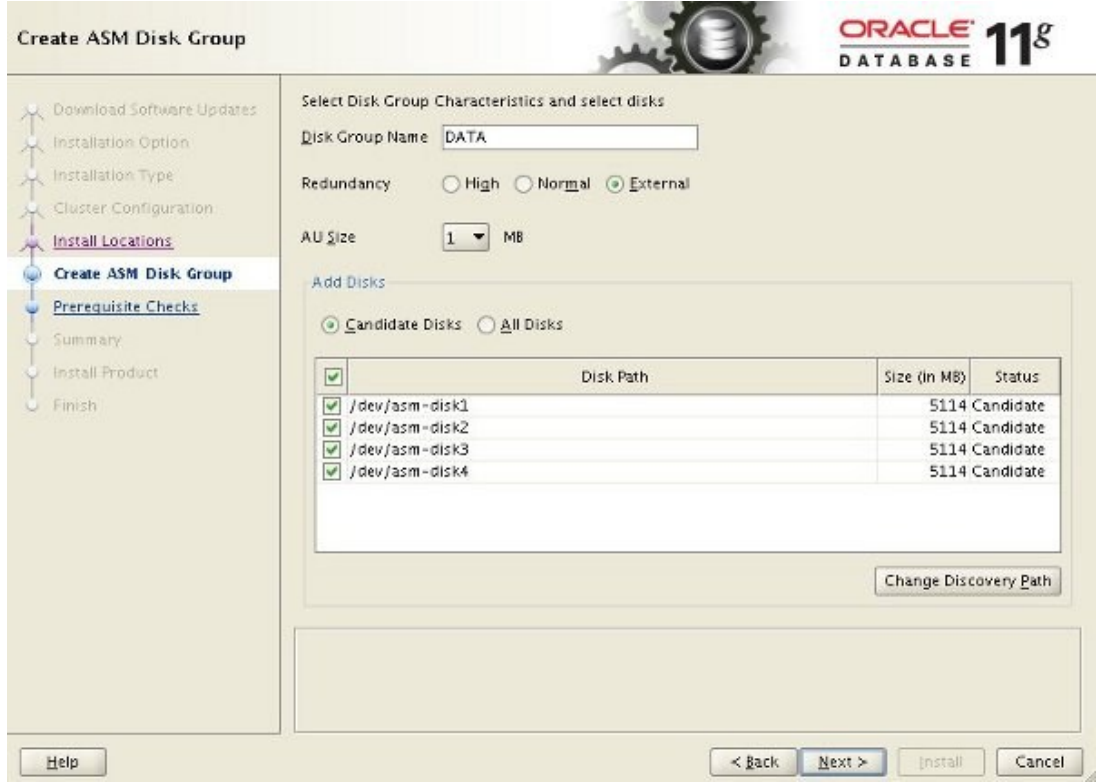 Create ASM Disk Group
ORACLE DATABASE 11g
Download Software Updates
Installation Option
Installation Type
Cluster Configuration
Install Locations
Create ASM Disk Group
Prerequisite Checks
Summary
Install Product
Finish
Select Disk Group Characteristics and select disks
Disk Group Name DATA
Redundancy High Normal External
AU Size 1 MB
Add Disks
Candidate Disks All Disks
Disk Path Size (in MB) Status
/dev/asm-disk1 5114 Candidate
/dev/asm-disk2 5114 Candidate
/dev/asm-disk3 5114 Candidate
/dev/asm-disk4 5114 Candidate
Change Discovery Path
Help < Back Next > Install Cancel